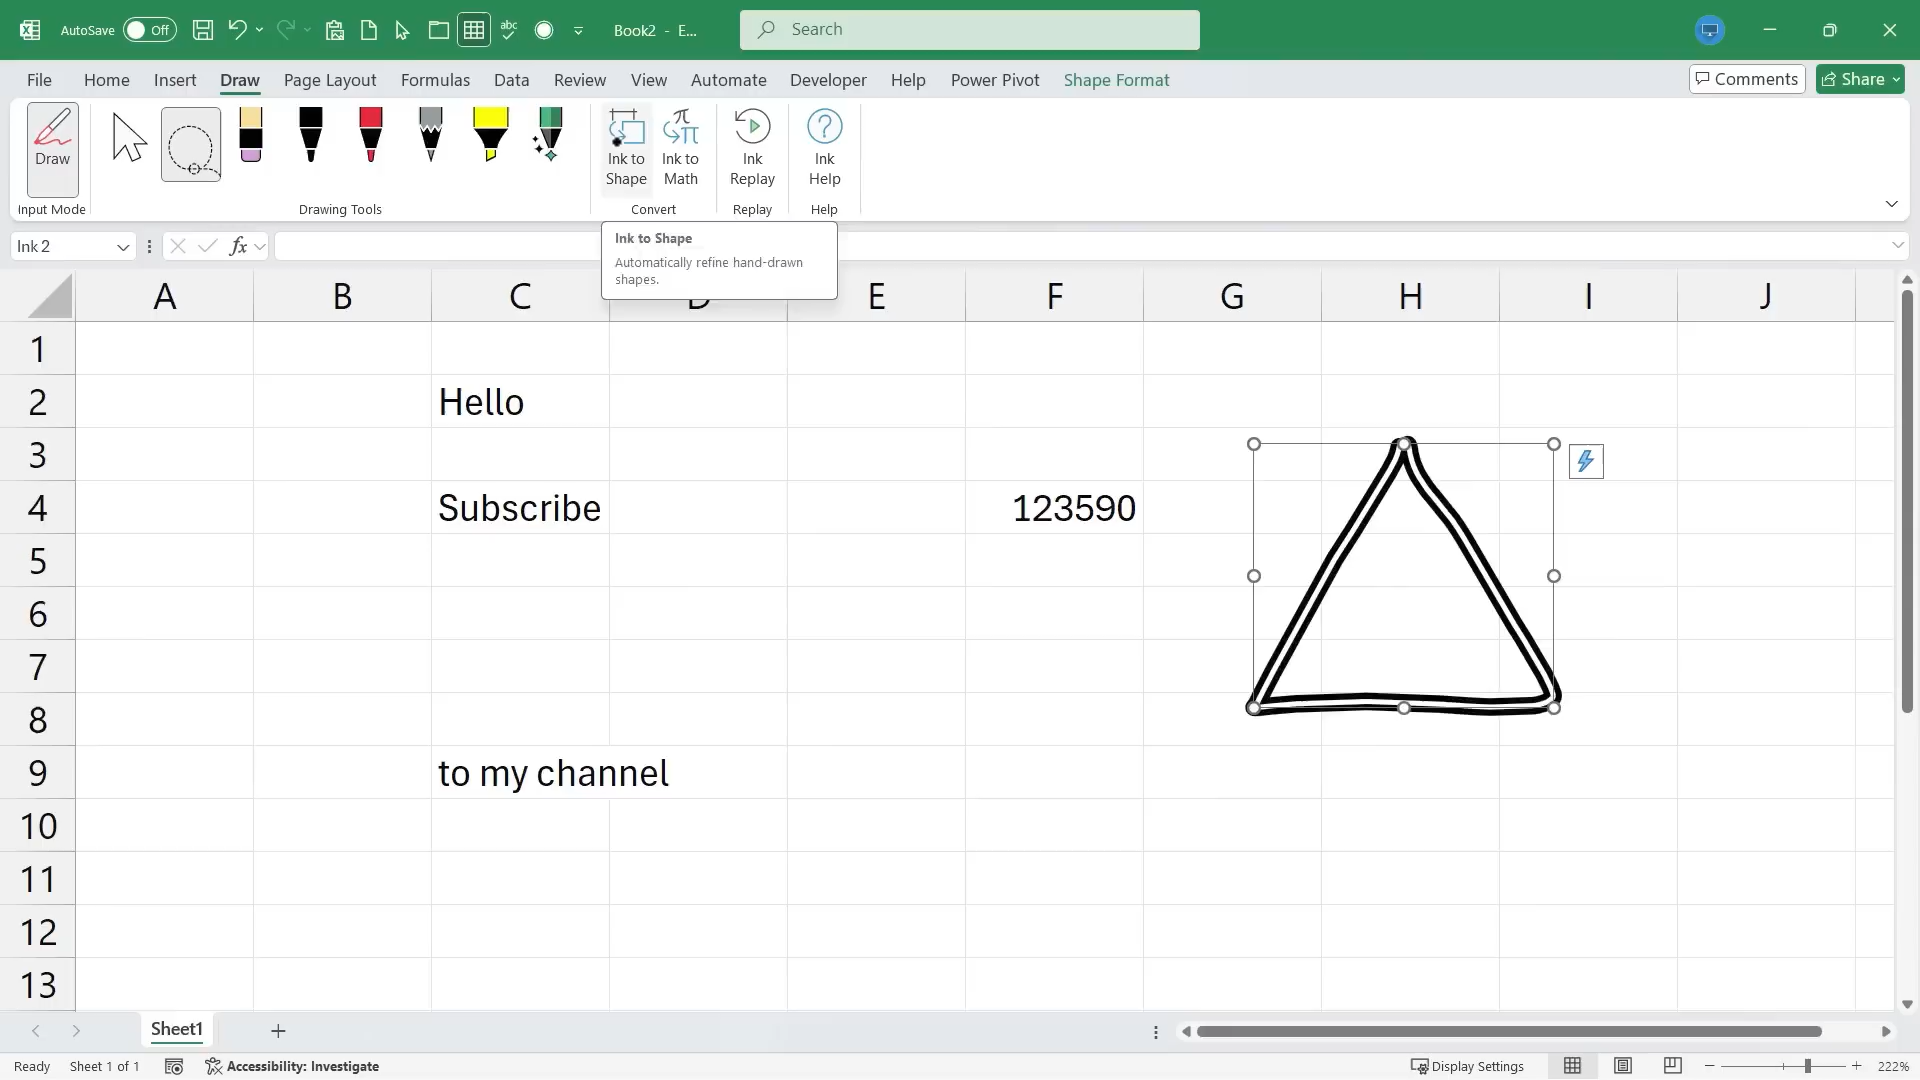 AutoSave Off abc Book2 - E... Search
File Home Insert Draw Page Layout Formulas Data Review View Automate Developer Help Power Pivot Shape Format Comments Share
Draw Ink to Shape Ink to Math Ink Replay Ink Help
Input Mode Drawing Tools Convert Replay Help
Ink 2 fx
Ink to Shape
Automatically refine hand-drawn
shapes.
A B C D E F G H I J
1
2 Hello
3
4 Subscribe 123590
5
6
7
8
9 to my channel
10
11
12
13
Sheet1
Ready Sheet 1 of 1 Accessibility: Investigate Display Settings 222%